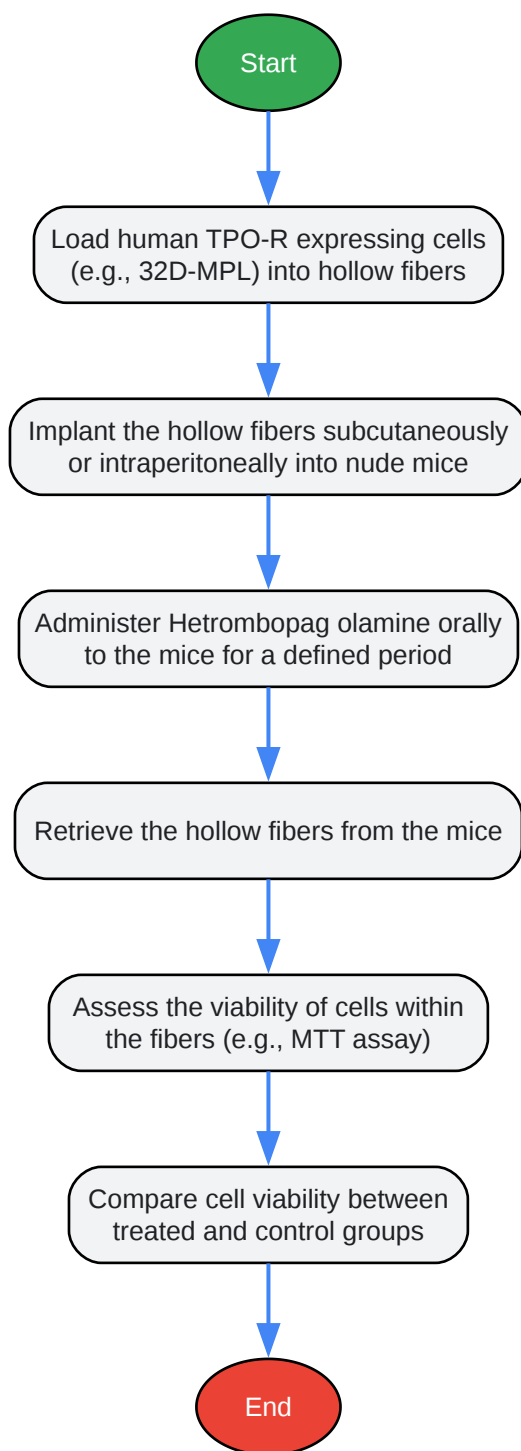 Start
Load human TPO-R expressing cells
(e.g., 32D-MPL) into hollow fibers
Implant the hollow fibers subcutaneously
or intraperitoneally into nude mice
Administer Hetrombopag olamine orally
to the mice for a defined period
Retrieve the hollow fibers from the mice
Assess the viability of cells within
the fibers (e.g., MTT assay)
Compare cell viability between
treated and control groups
End